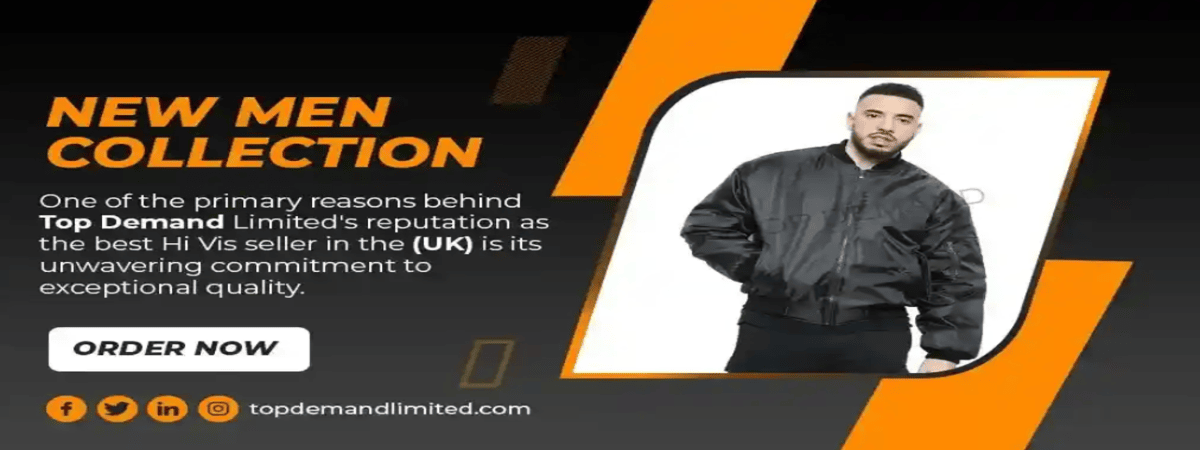 NEW MEN
COLLECTION
One of the primary reasons behind
Top Demand Limited's reputation as
the best Hi Vis seller in the (UK) is its
unwavering commitment to
exceptional quality.
ORDER NOW
topdemandlimited.com